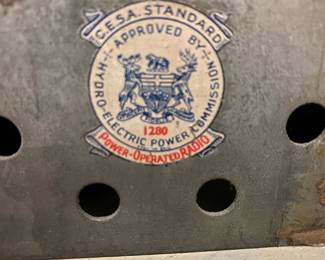 C.E.S.A. STANDARD
APPROVED BY
HYDRO-ELECTRIC POWER COMMISSION
1280
POWER-OPERATED RADIO